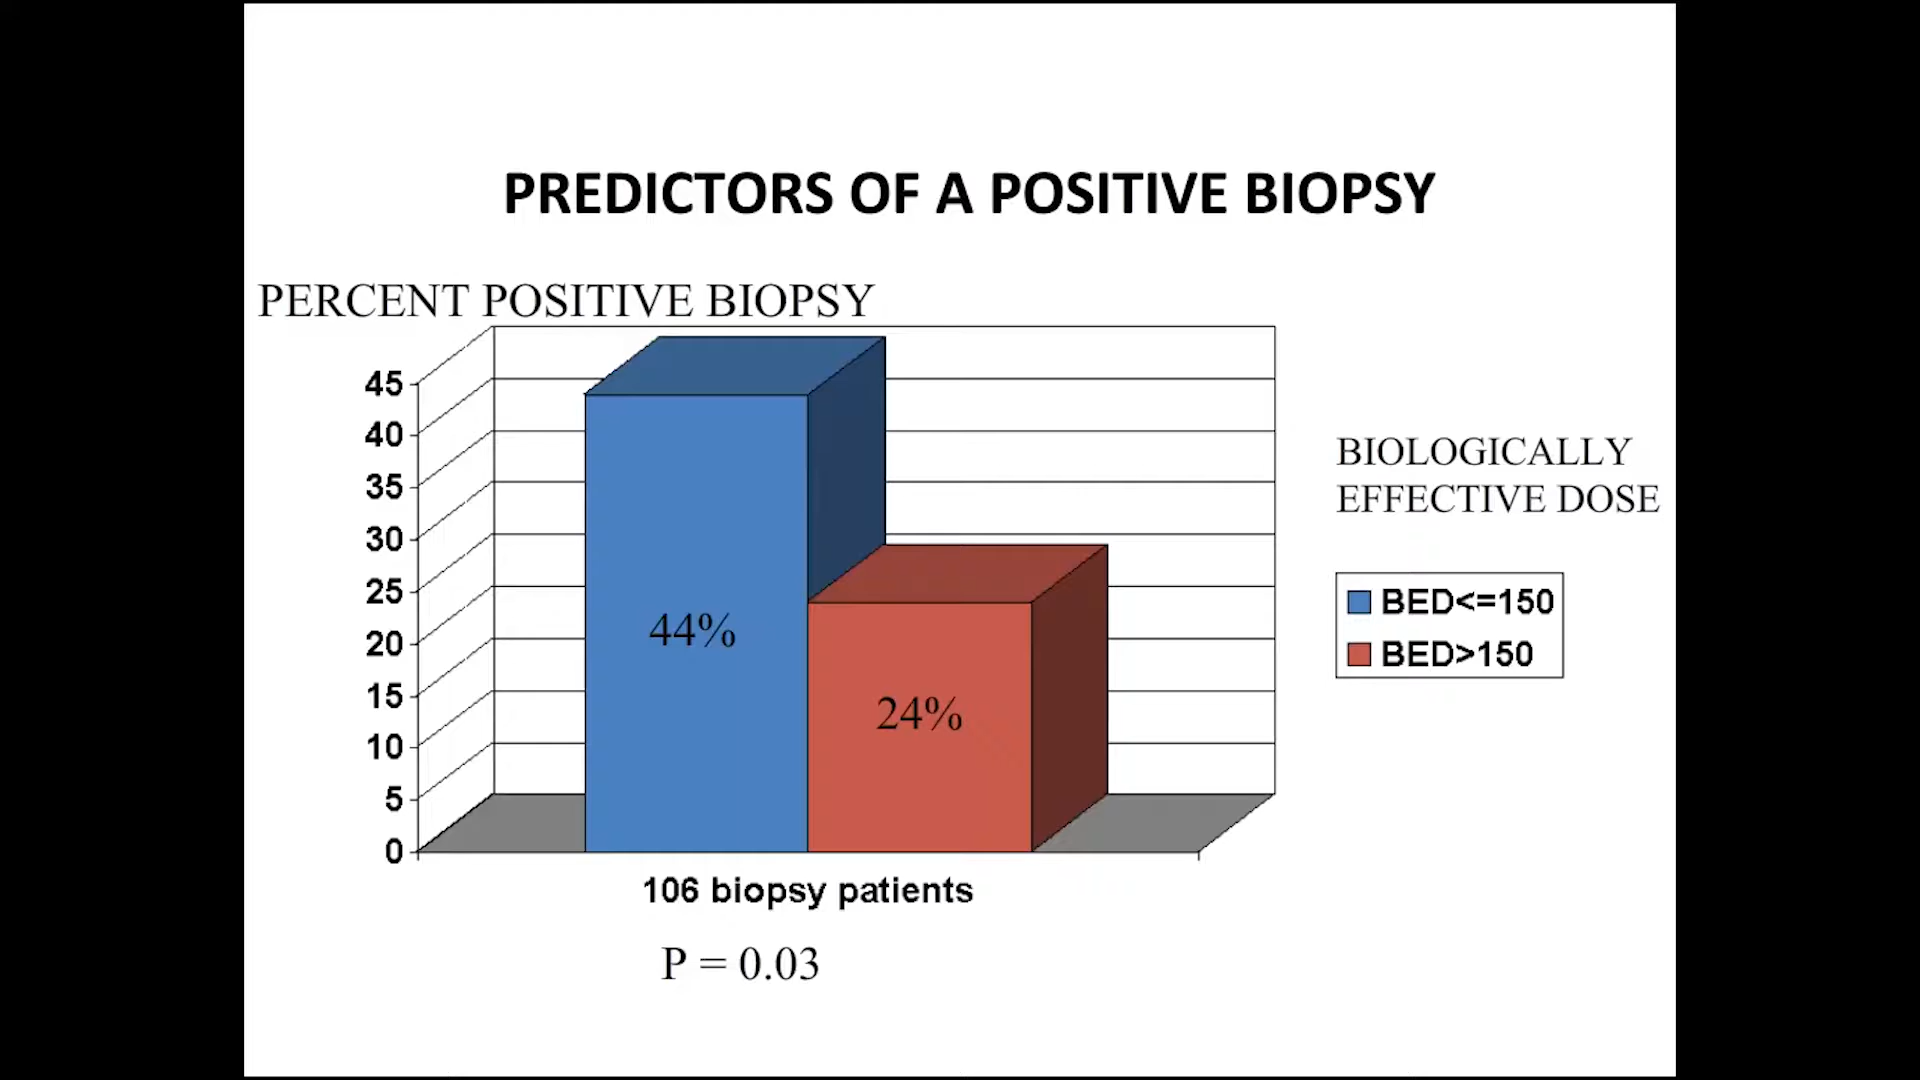 PREDICTORS OF A POSITIVE BIOPSY
PERCENT POSITIVE BIOPSY
45
40
35
30
25
20
15
10
5
0
44%
24%
106 biopsy patients
P = 0.03
BIOLOGICALLY
EFFECTIVE DOSE
BED<=150
BED>150